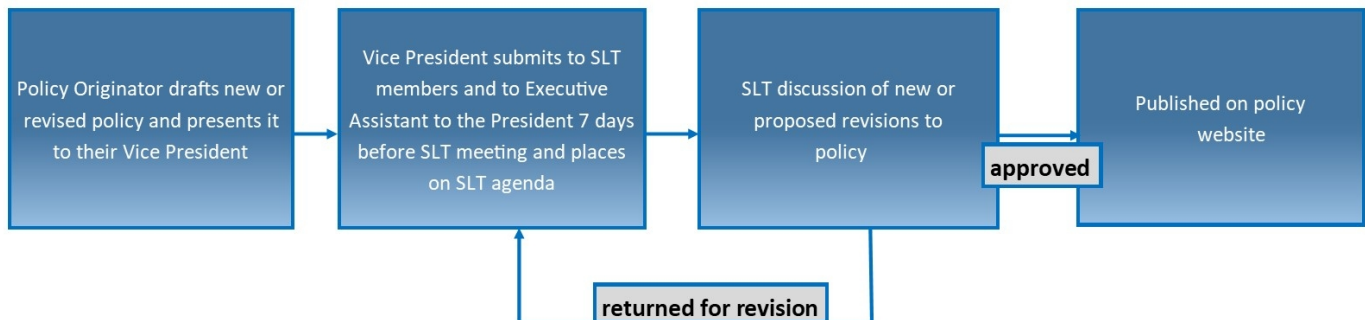 Policy Originator drafts new or
revised policy and presents it
to their Vice President
Vice President submits to SLT
members and to Executive
Assistant to the President 7 days
before SLT meeting and places
on SLT agenda
SLT discussion of new or
proposed revisions to
policy
approved
Published on policy
website
returned for revision